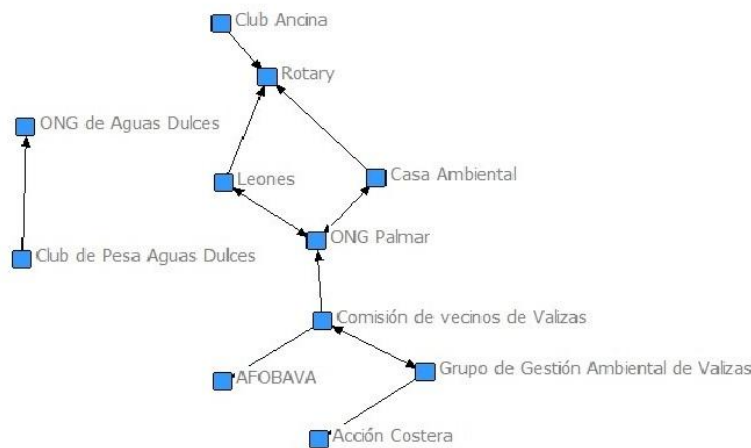 Club Ancina
Rotary
ONG de Aguas Dulces
Leones
Casa Ambiental
ONG Palmar
Club de Pesa Aguas Dulces
Comisión de vecinos de Valizas
AFOBAVA
Grupo de Gestión Ambiental de Valizas
Acción Costera